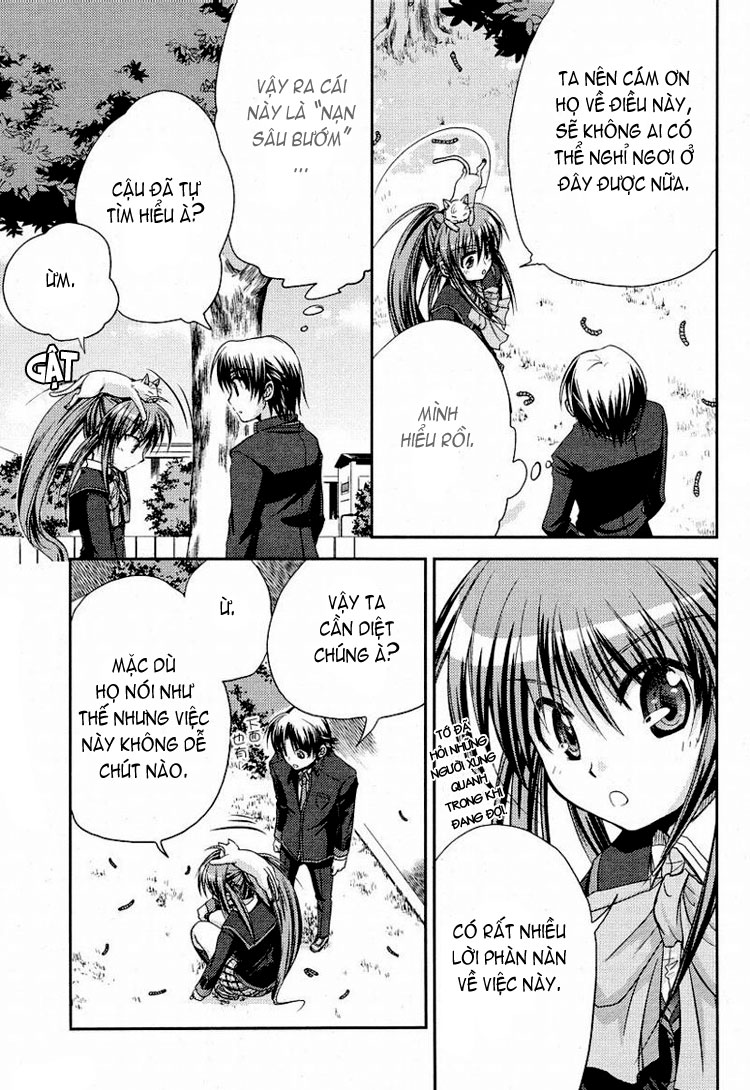 TA NÊN CÁM ƠN
HỌ VỀ ĐIỀU NÀY,
SẼ KHÔNG AI CÓ
THỂ NGHỈ NGƠI Ở
ĐÂY ĐƯỢC NỮA.
MÌNH
HIỂU RỒI.
VẬY RA CÁI
NÀY LÀ "NẠN
SÂU BƯỚM"
...
CẬU ĐÃ TỰ
TÌM HIỂU À?
ỪM.
GẬT
TỚ ĐÃ
HỎI NHỮNG
NGƯỜI XUNG
QUANH
TRONG KHI
ĐANG ĐỢI.
CÓ RẤT NHIỀU
LỜI PHÀN NÀN
VỀ VIỆC NÀY.
VẬY TA
CẦN DIỆT
CHÚNG À?
Ừ.
MẶC DÙ
HỌ NÓI NHƯ
THẾ NHƯNG VIỆC
NÀY KHÔNG DỄ
CHÚT NÀO.